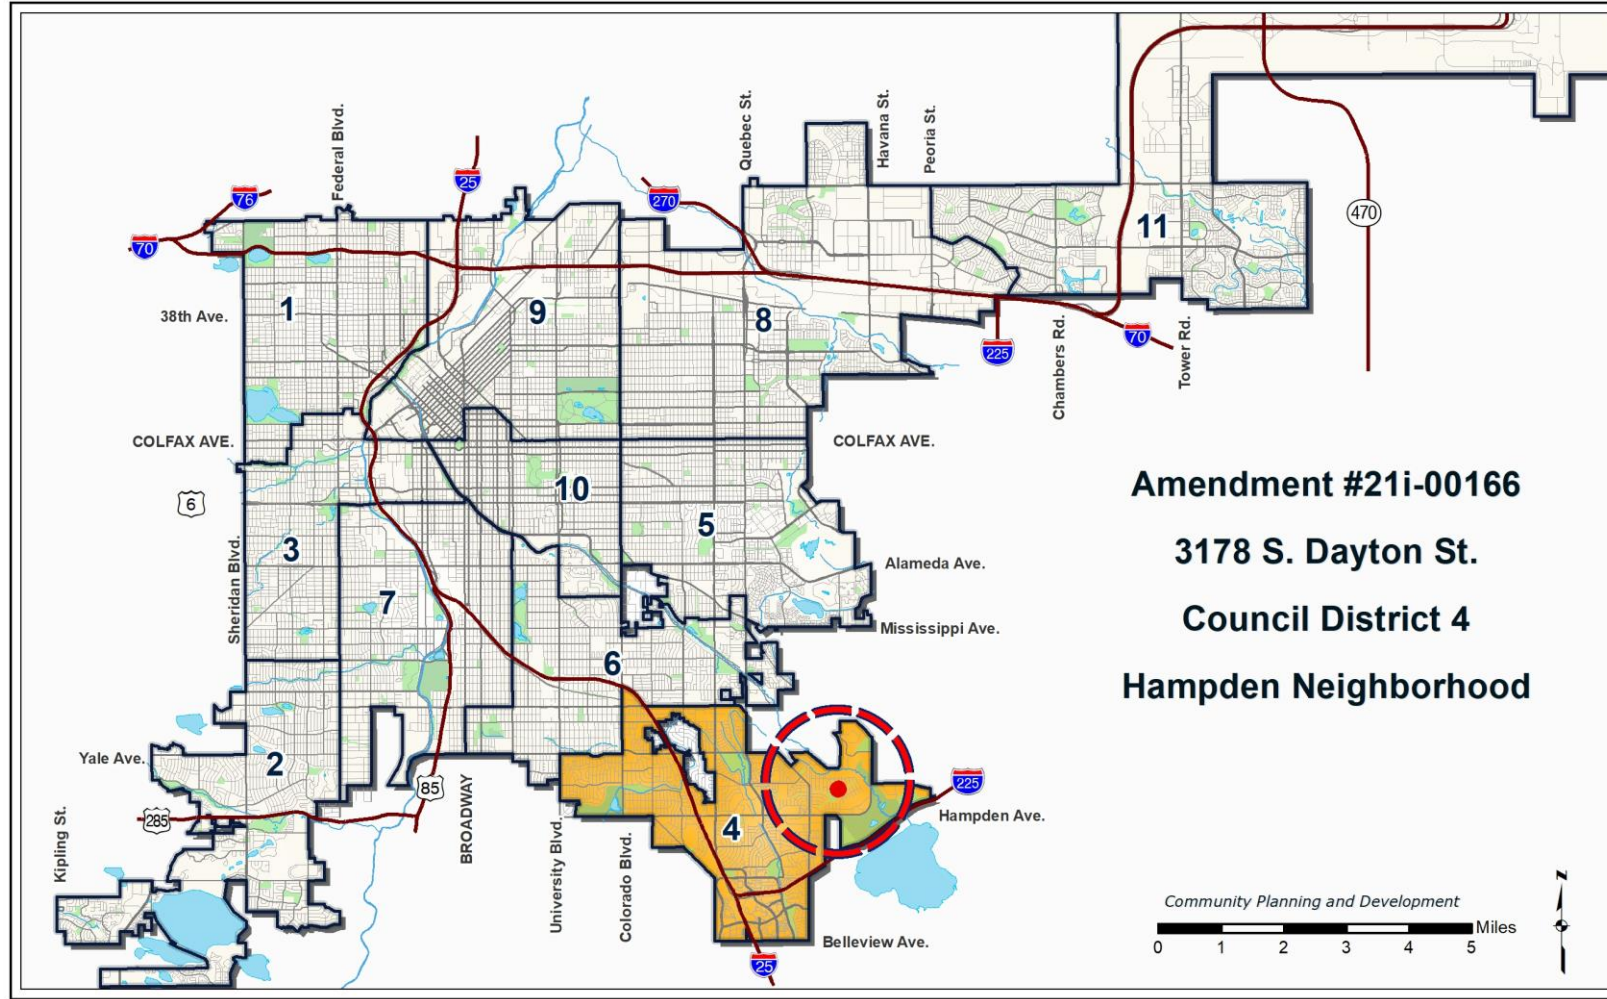 Federal Blvd.
Quebec St.
Havana St.
Peoria St.
76
25
270
70
470
11
38th Ave.
1
9
8
225
Chambers Rd.
70
Tower Rd.
COLFAX AVE.
COLFAX AVE.
6
10
5
3
Sheridan Blvd.
7
Alameda Ave.
Mississippi Ave.
6
Amendment #21i-00166
3178 S. Dayton St.
Council District 4
Hampden Neighborhood
Yale Ave.
2
85
285
Kipling St.
BROADWAY
University Blvd.
Colorado Blvd.
4
225
Hampden Ave.
Belleview Ave.
25
Community Planning and Development
Miles
0 1 2 3 4 5
z